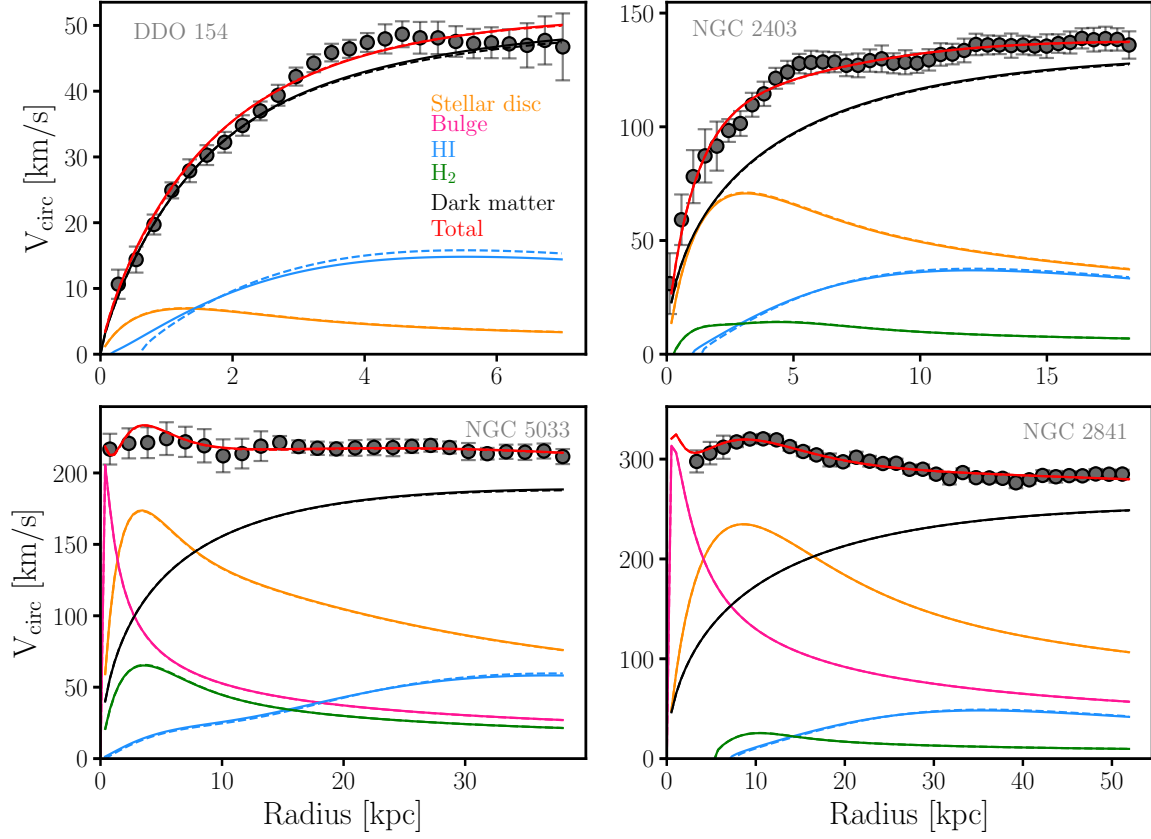 DDO 154
Stellar disc
Bulge
HI
H₂
Dark matter
Total
V_circ [km/s]
0
10
20
30
40
50
0
2
4
6
NGC 2403
0
50
100
150
0
5
10
15
NGC 5033
V_circ [km/s]
0
50
100
150
200
0
10
20
30
Radius [kpc]
NGC 2841
0
100
200
300
0
10
20
30
40
50
Radius [kpc]